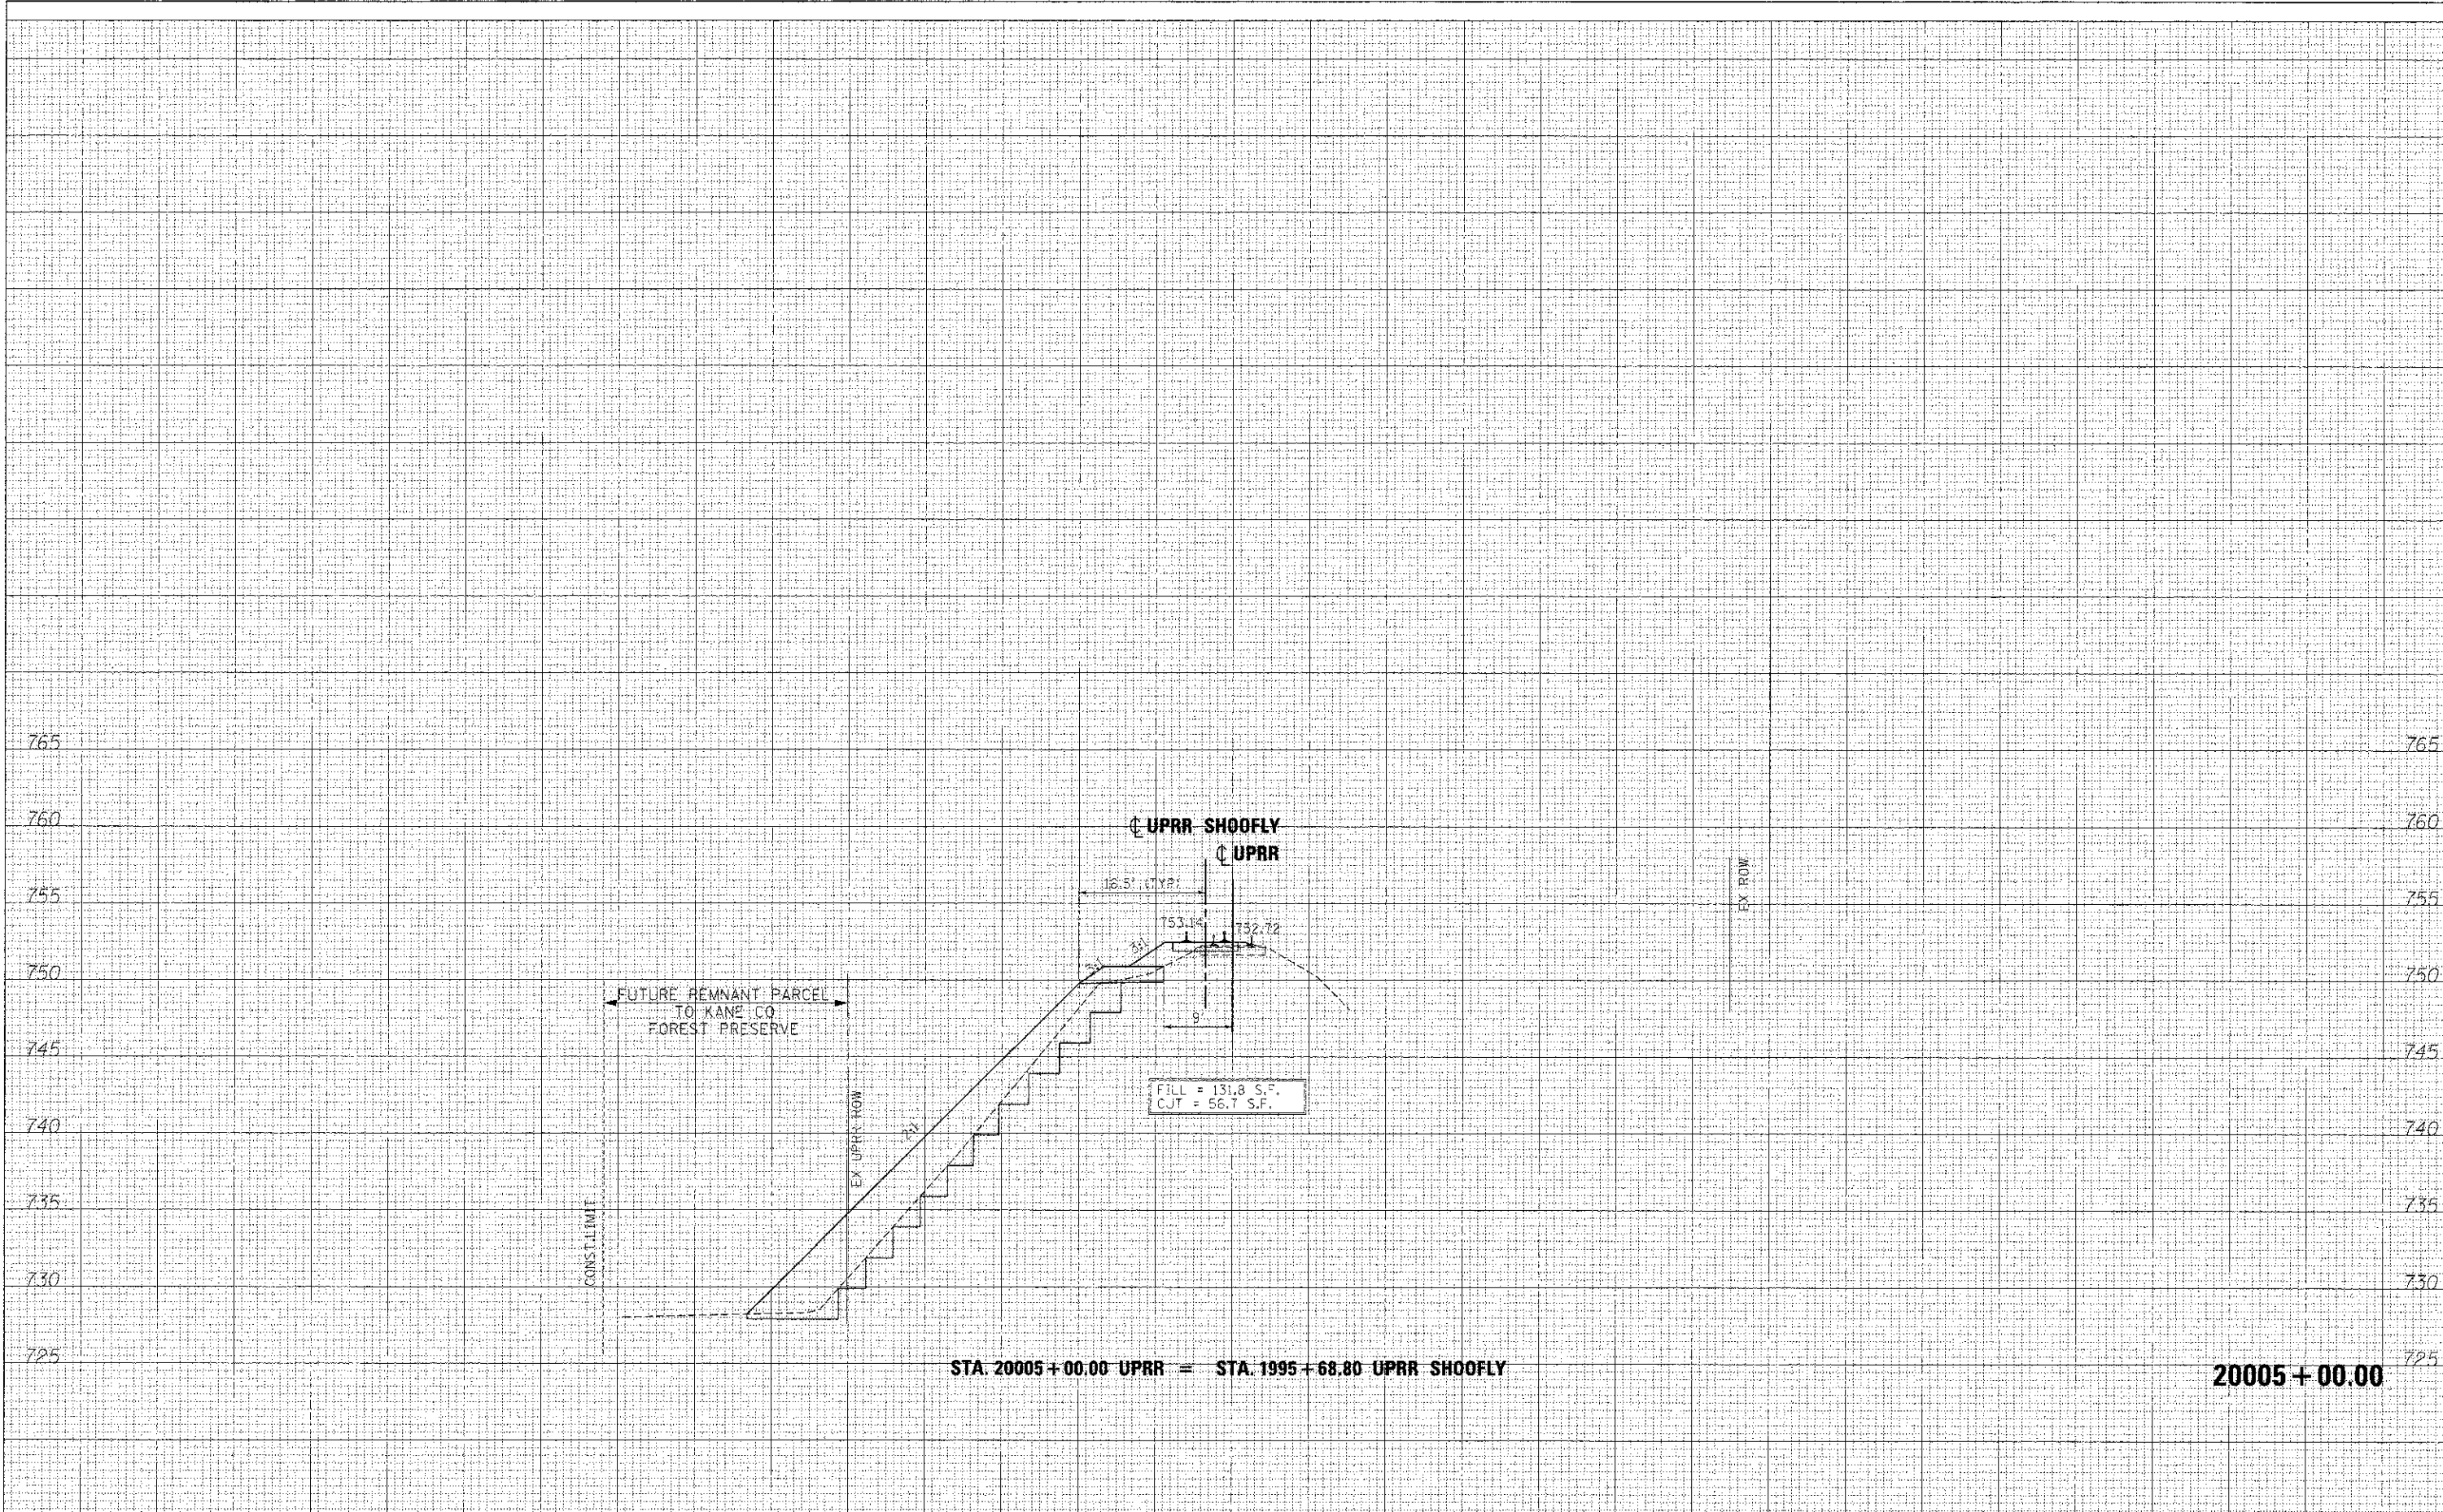 765 765
℄ UPRR SHOOFLY
760 760
℄ UPRR
EX ROW
755 755
16.5' (TYP)
753.14 752.72
3:1
3:1
750 750
FUTURE REMNANT PARCEL
TO KANE CO
FOREST PRESERVE
9'
745 745
FILL = 131.8 S.F.
CUT = 56.7 S.F.
EX UPRR ROW
2:1
740 740
735 735
CONST. LIMIT
730 730
725 725
STA. 20005+00.00 UPRR = STA. 1995+68.80 UPRR SHOOFLY
20005+00.00